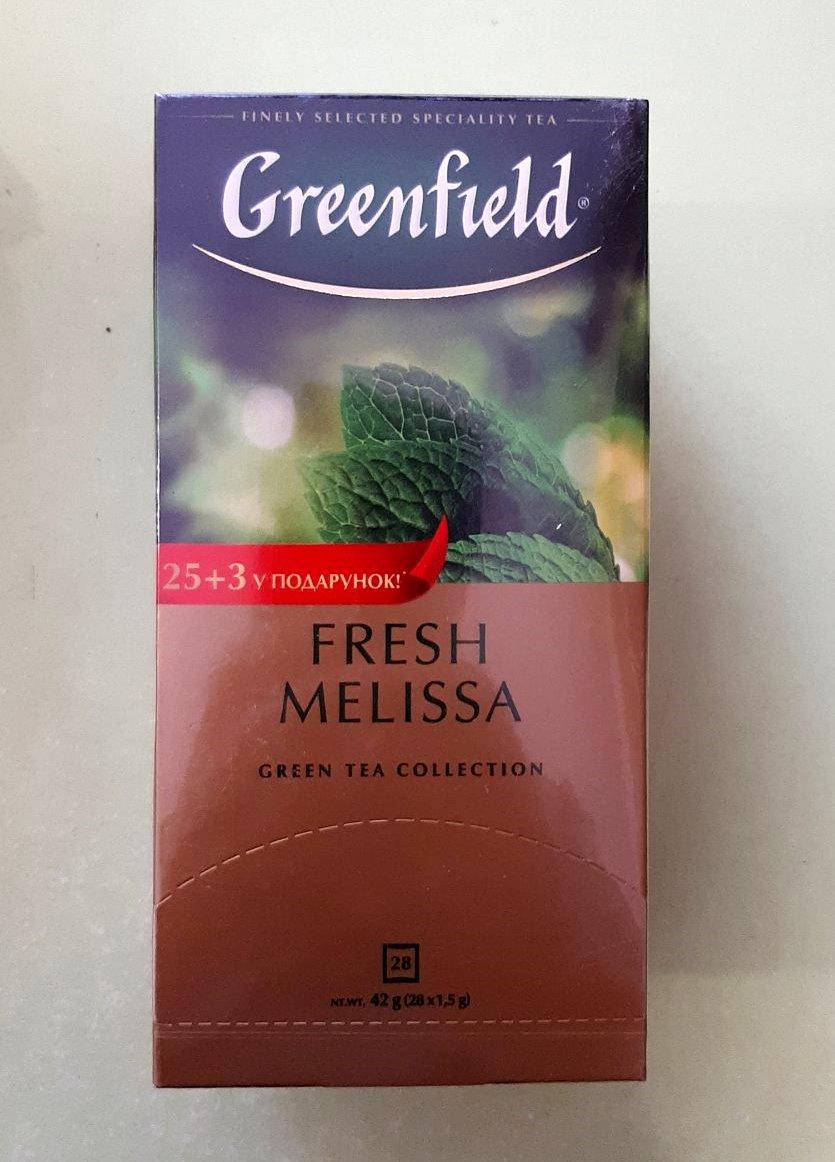 FINELY SELECTED SPECIALITY TEA
Greenfield®
25+3 У ПОДАРУНОК!*
FRESH
MELISSA
GREEN TEA COLLECTION
28
NT.WT. 42 g (28 x 1,5 g)